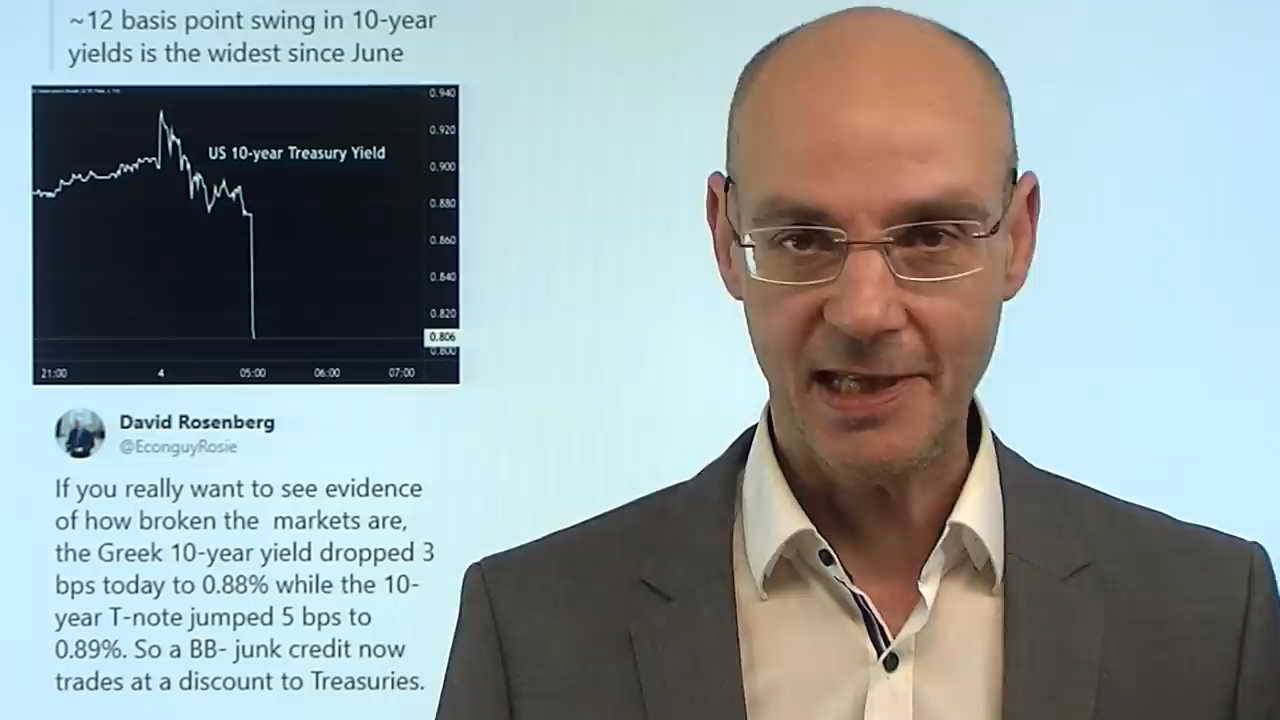 ~12 basis point swing in 10-year
yields is the widest since June
0.940
US 10-year Treasury Yield
0.920
0.900
0.880
0.860
0.840
0.820
0.806
0.800
21:00 4 05:00 06:00 07:00
David Rosenberg
@EconguyRosie
If you really want to see evidence
of how broken the markets are,
the Greek 10-year yield dropped 3
bps today to 0.88% while the 10-
year T-note jumped 5 bps to
0.89%. So a BB- junk credit now
trades at a discount to Treasuries.